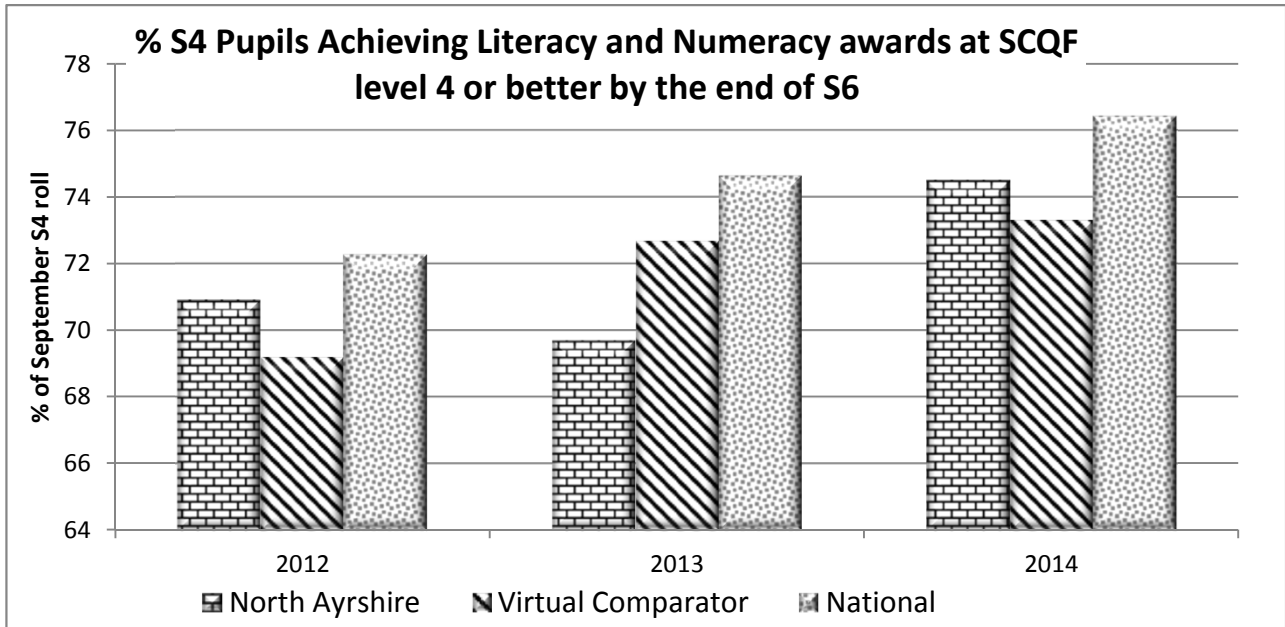 % S4 Pupils Achieving Literacy and Numeracy awards at SCQF
level 4 or better by the end of S6
% of September S4 roll
78
76
74
72
70
68
66
64
2012 2013 2014
North Ayrshire Virtual Comparator National